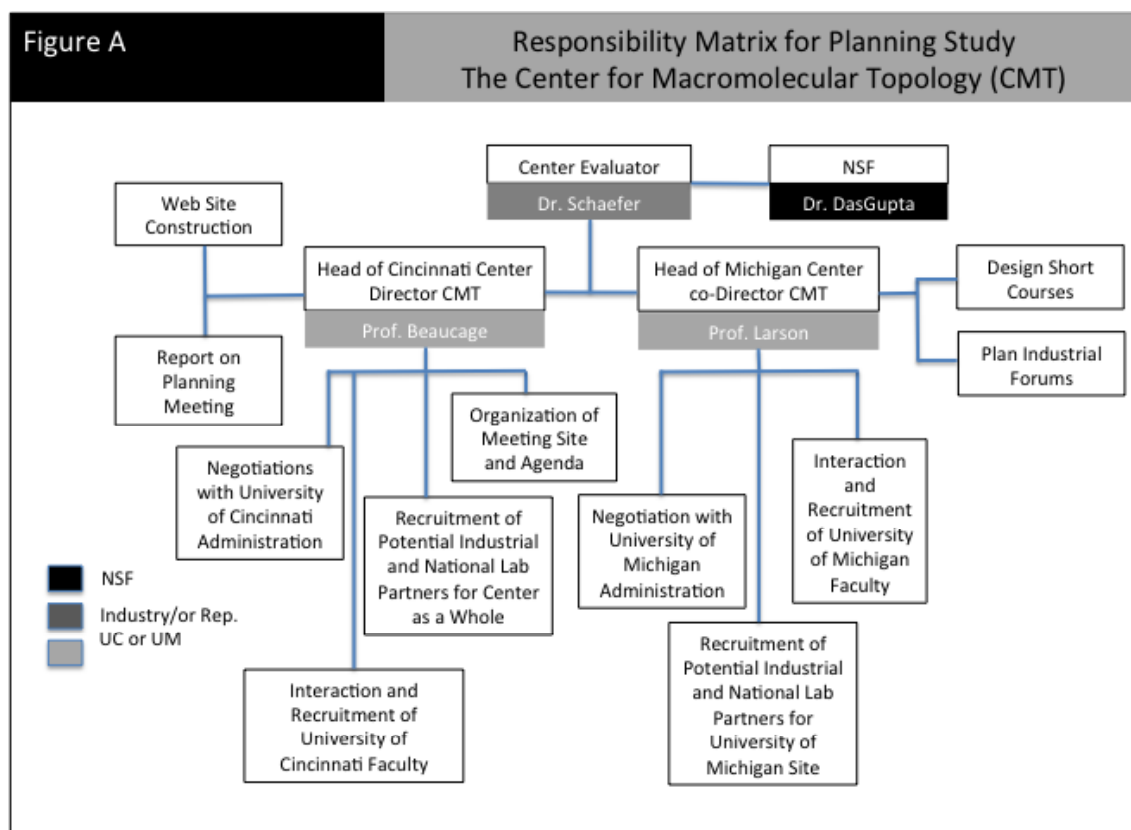 Figure A
Responsibility Matrix for Planning Study
The Center for Macromolecular Topology (CMT)
Center Evaluator
Dr. Schaefer
NSF
Dr. DasGupta
Web Site
Construction
Head of Cincinnati Center
Director CMT
Prof. Beaucage
Head of Michigan Center
co-Director CMT
Prof. Larson
Design Short
Courses
Report on
Planning
Meeting
Plan Industrial
Forums
Organization of
Meeting Site
and Agenda
Negotiations
with University
of Cincinnati
Administration
Recruitment of
Potential Industrial
and National Lab
Partners for Center
as a Whole
Negotiation with
University of
Michigan
Administration
Interaction
and
Recruitment
of University
of Michigan
Faculty
NSF
Industry/or Rep.
UC or UM
Interaction and
Recruitment of
University of
Cincinnati Faculty
Recruitment of
Potential Industrial
and National Lab
Partners for
University of
Michigan Site